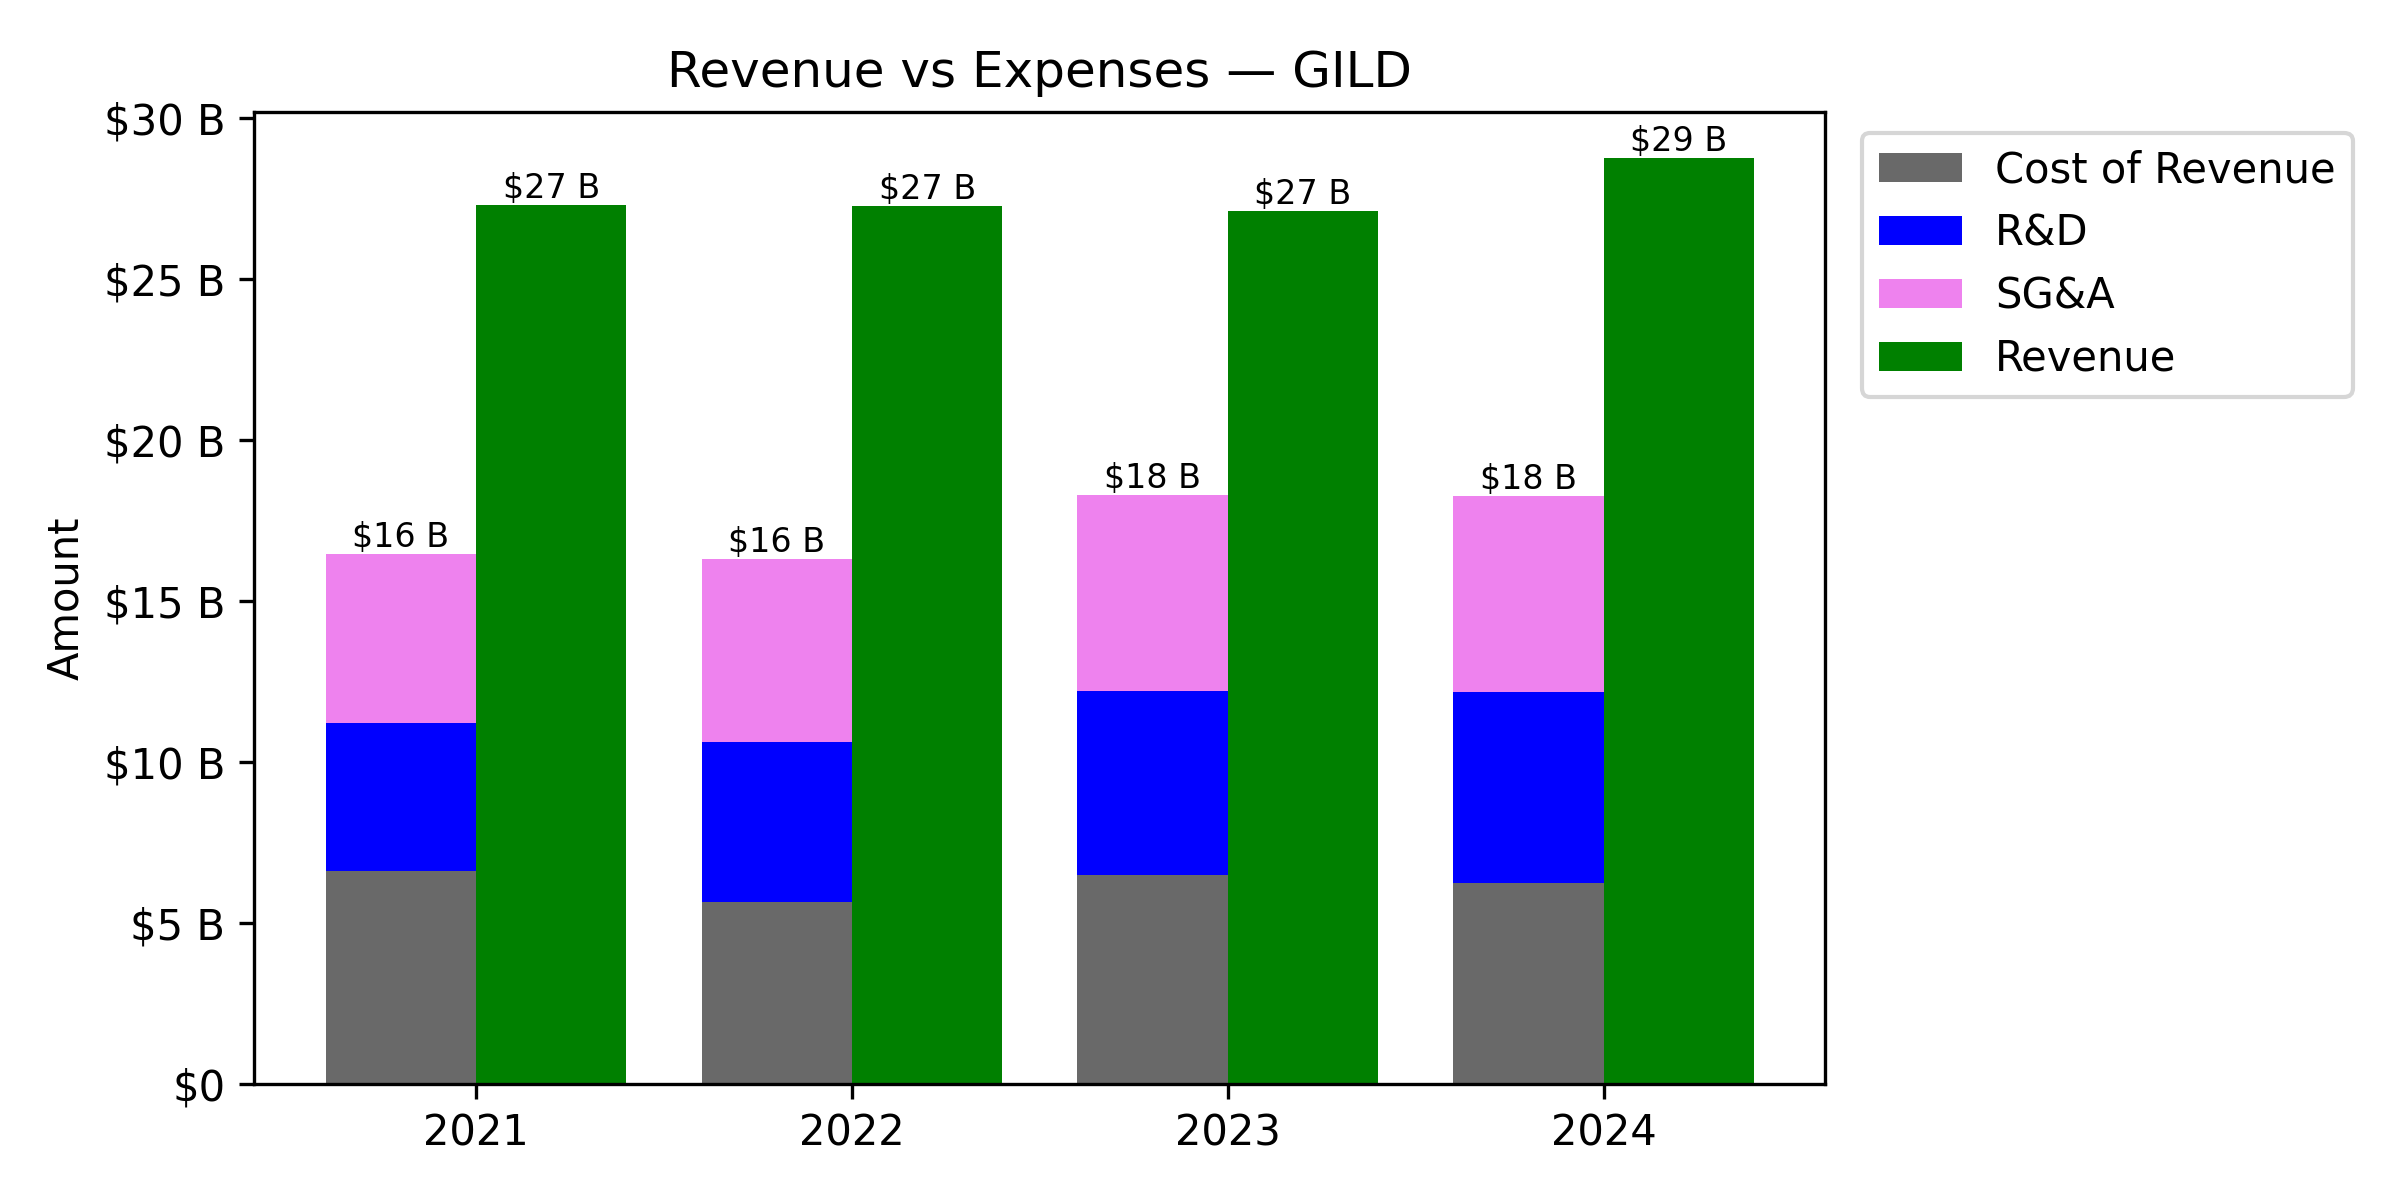 Revenue vs Expenses — GILD
$30 B
$25 B
$20 B
$15 B
$10 B
$5 B
$0
Amount
$16 B
$27 B
$16 B
$27 B
$18 B
$27 B
$18 B
$29 B
2021
2022
2023
2024
Cost of Revenue
R&D
SG&A
Revenue